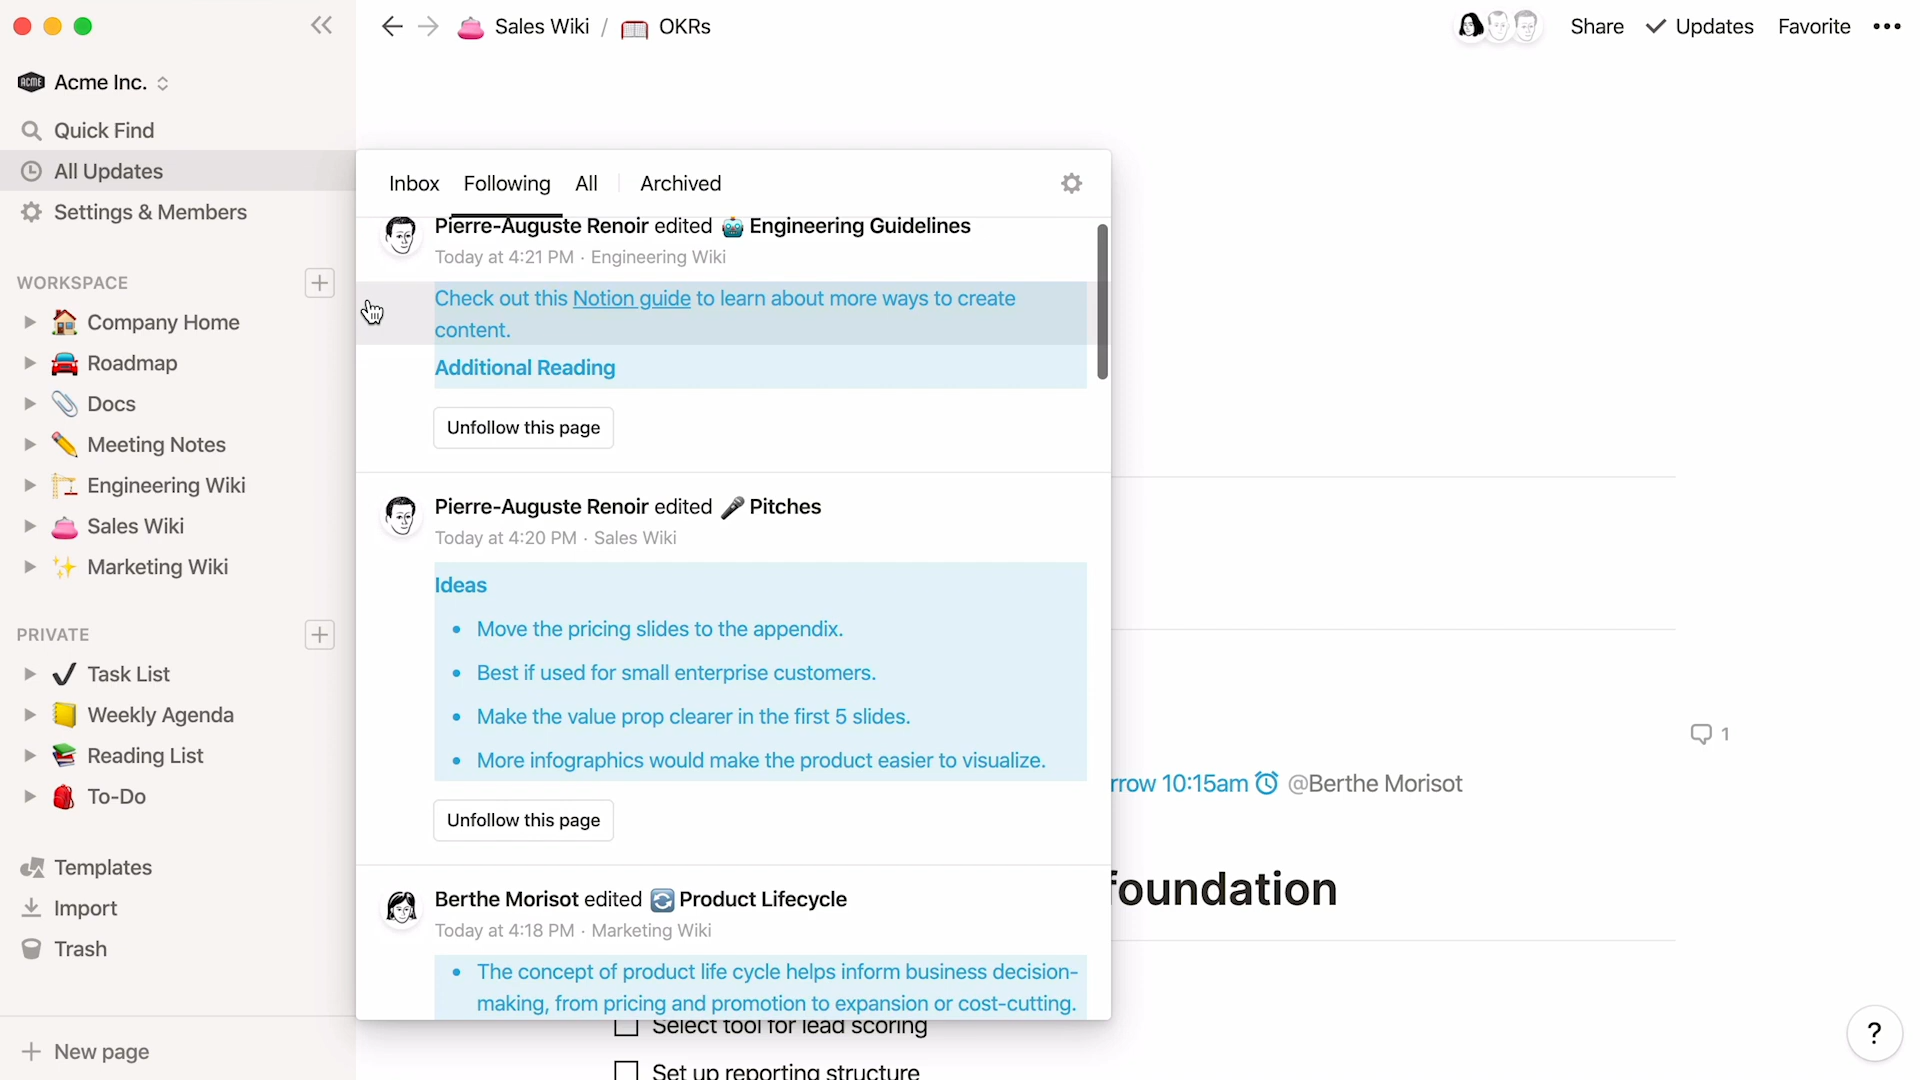 Sales Wiki / OKRs
Share Updates Favorite
ACME Acme Inc.
Quick Find
All Updates
Settings & Members
WORKSPACE
Company Home
Roadmap
Docs
Meeting Notes
Engineering Wiki
Sales Wiki
Marketing Wiki
PRIVATE
Task List
Weekly Agenda
Reading List
To-Do
Templates
Import
Trash
New page
Inbox Following All Archived
Pierre-Auguste Renoir edited Engineering Guidelines
Today at 4:21 PM · Engineering Wiki
Check out this Notion guide to learn about more ways to create
content.
Additional Reading
Unfollow this page
Pierre-Auguste Renoir edited Pitches
Today at 4:20 PM · Sales Wiki
Ideas
• Move the pricing slides to the appendix.
• Best if used for small enterprise customers.
• Make the value prop clearer in the first 5 slides.
• More infographics would make the product easier to visualize.
Unfollow this page
Berthe Morisot edited Product Lifecycle
Today at 4:18 PM · Marketing Wiki
• The concept of product life cycle helps inform business decision-
making, from pricing and promotion to expansion or cost-cutting.
1
rrow 10:15am @Berthe Morisot
foundation
Select tool for lead scoring
Set up reporting structure
?